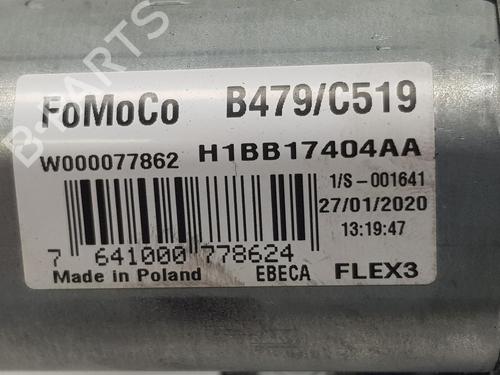 B-PARTS
FoMoCo B479/C519
W000077862 H1BB17404AA
1/S-001641
27/01/2020
13:19:47
7 641000 778624
Made in Poland EBECA FLEX3